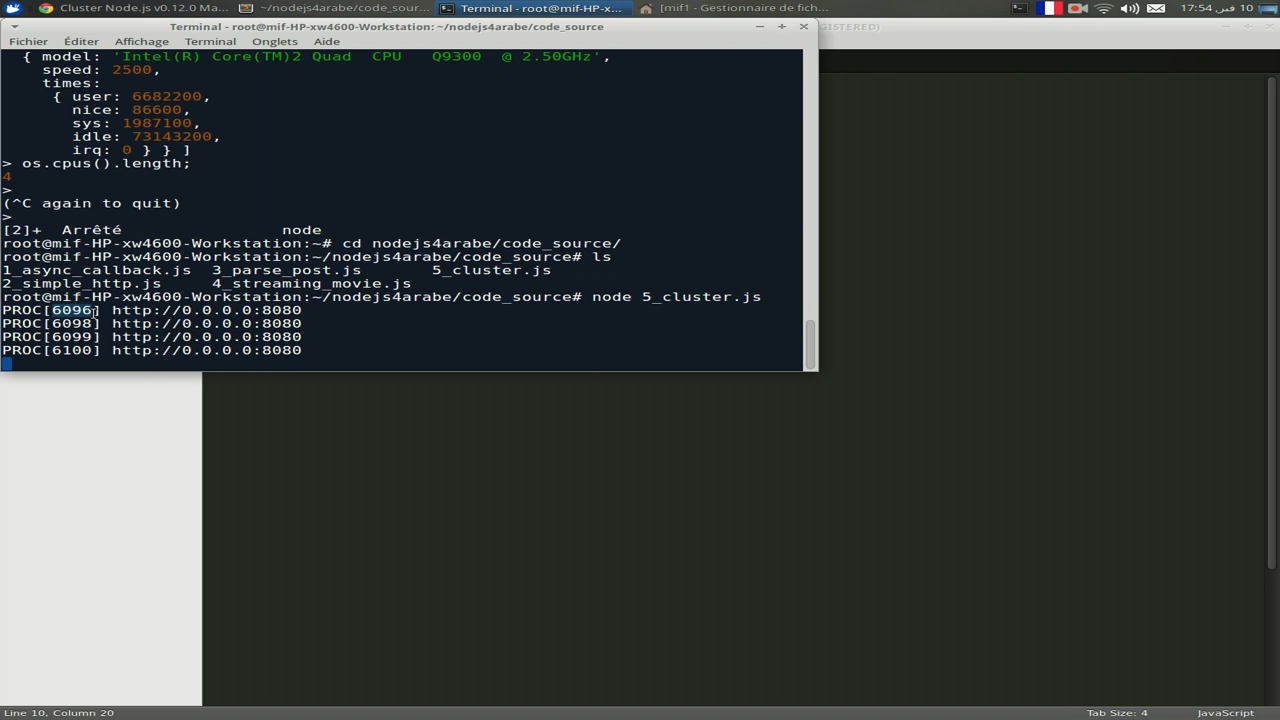 Cluster Node.js v0.12.0 Ma...
~/nodejs4arabe/code_sour...
Terminal - root@mif-HP-x...
[mif1 - Gestionnaire de fich...
17:54 فبر 10
Terminal - root@mif-HP-xw4600-Workstation: ~/nodejs4arabe/code_source
GISTERED)
Fichier Éditer Affichage Terminal Onglets Aide
{ model: 'Intel(R) Core(TM)2 Quad  CPU   Q9300  @ 2.50GHz',
speed: 2500,
times:
{ user: 6682200,
nice: 86600,
sys: 1987100,
idle: 73143200,
irq: 0 } } ]
> os.cpus().length;
4
>
(^C again to quit)
>
[2]+  Arrêté                node
root@mif-HP-xw4600-Workstation:~# cd nodejs4arabe/code_source/
root@mif-HP-xw4600-Workstation:~/nodejs4arabe/code_source# ls
1_async_callback.js  3_parse_post.js       5_cluster.js
2_simple_http.js     4_streaming_movie.js
root@mif-HP-xw4600-Workstation:~/nodejs4arabe/code_source# node 5_cluster.js
PROC[6096] http://0.0.0.0:8080
PROC[6098] http://0.0.0.0:8080
PROC[6099] http://0.0.0.0:8080
PROC[6100] http://0.0.0.0:8080
Line 10, Column 20
Tab Size: 4
JavaScript